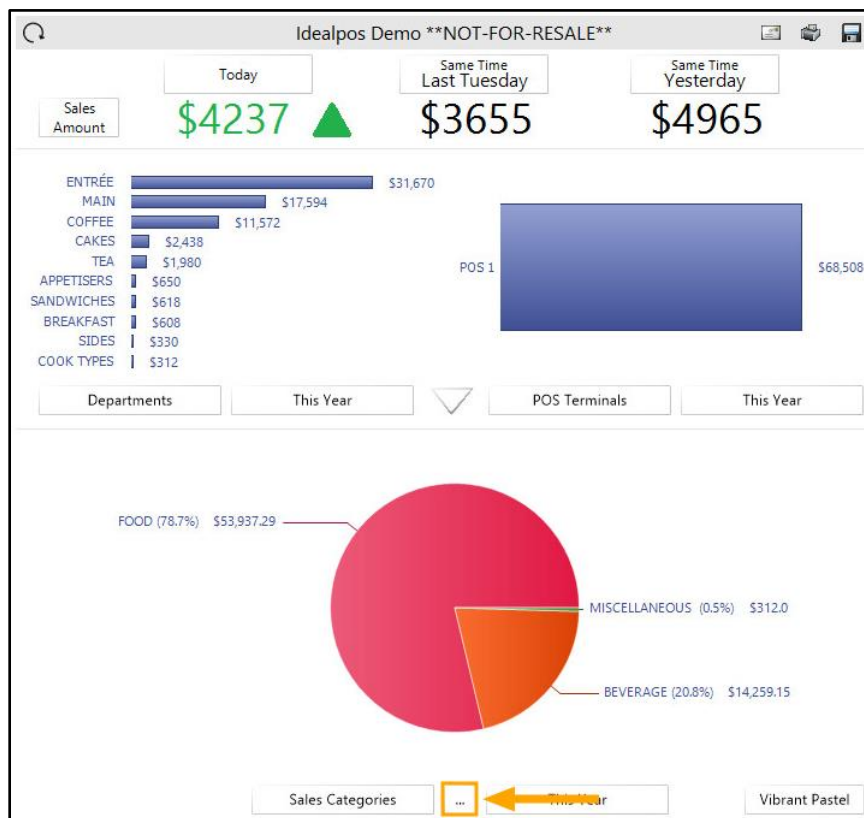 Idealpos Demo **NOT-FOR-RESALE**
Today
Same Time
Last Tuesday
Same Time
Yesterday
Sales
Amount
$4237
$3655
$4965
ENTRÉE $31,670
MAIN $17,594
COFFEE $11,572
CAKES $2,438
TEA $1,980
APPETISERS $650
SANDWICHES $618
BREAKFAST $608
SIDES $330
COOK TYPES $312
POS 1 $68,508
Departments This Year POS Terminals This Year
FOOD (78.7%) $53,937.29
MISCELLANEOUS (0.5%) $312.0
BEVERAGE (20.8%) $14,259.15
Sales Categories ... This Year Vibrant Pastel